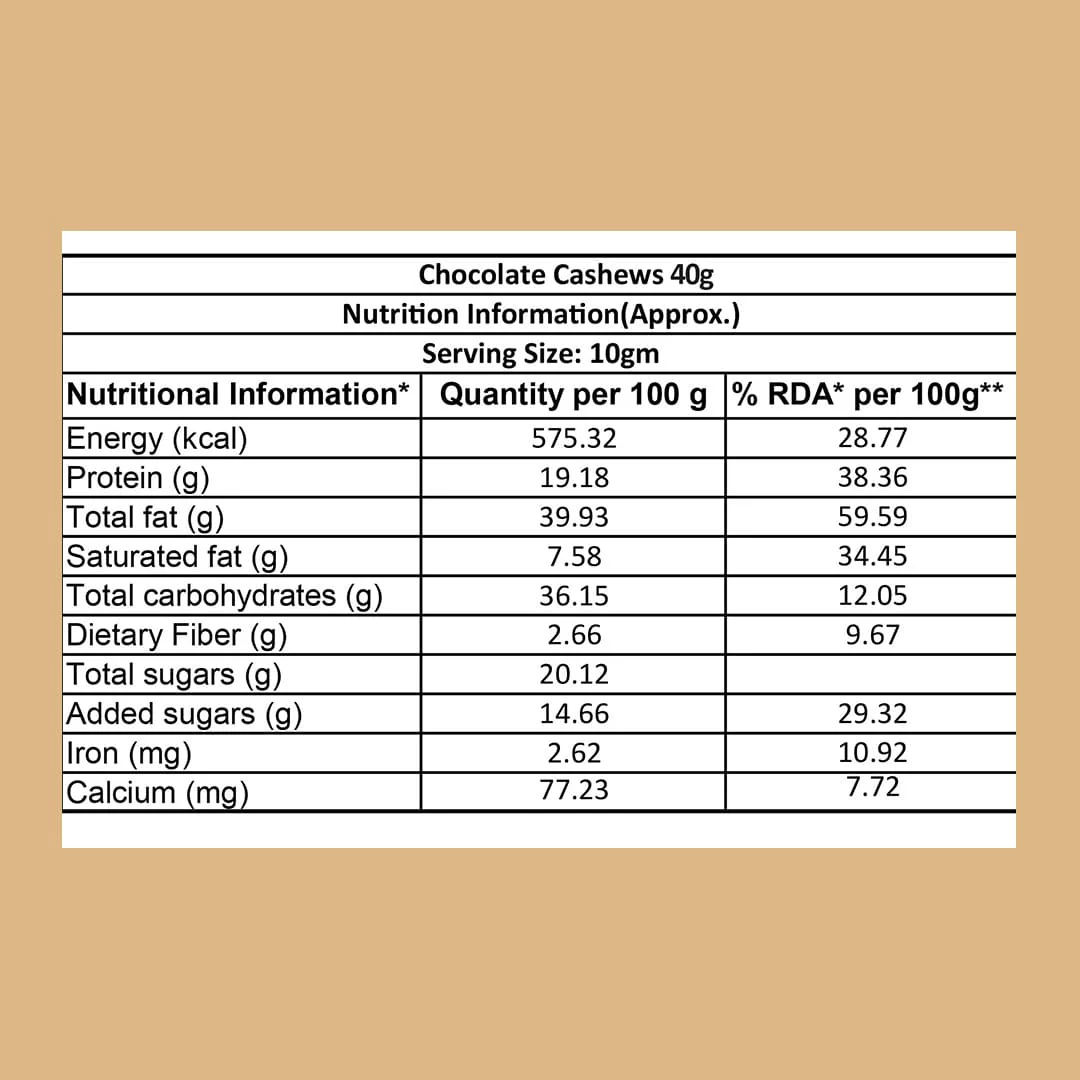 Chocolate Cashews 40g
Nutrition Information(Approx.)
Serving Size: 10gm
Nutritional Information* Quantity per 100 g % RDA* per 100g**
Energy (kcal) 575.32 28.77
Protein (g) 19.18 38.36
Total fat (g) 39.93 59.59
Saturated fat (g) 7.58 34.45
Total carbohydrates (g) 36.15 12.05
Dietary Fiber (g) 2.66 9.67
Total sugars (g) 20.12
Added sugars (g) 14.66 29.32
Iron (mg) 2.62 10.92
Calcium (mg) 77.23 7.72